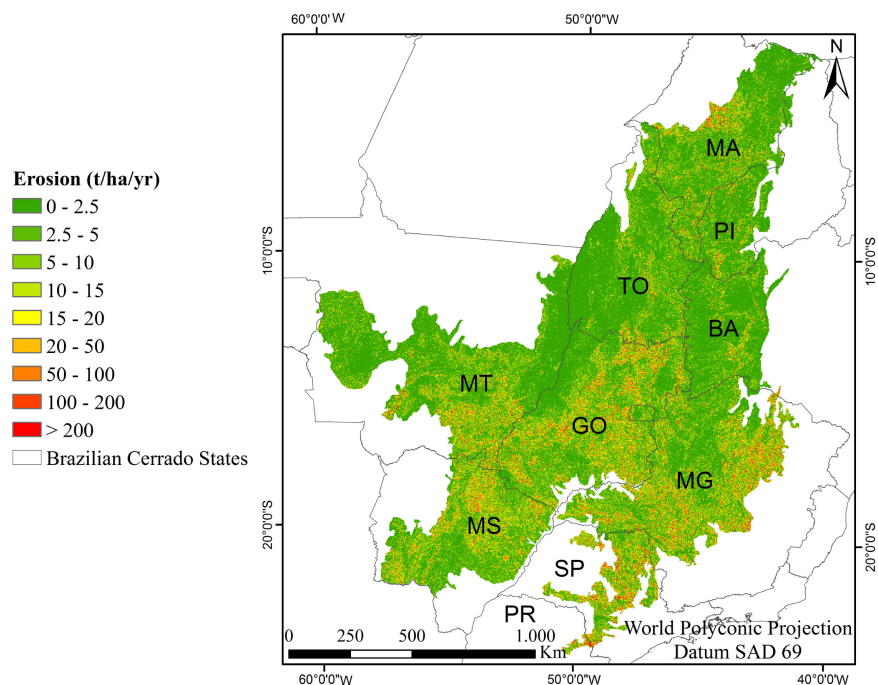 60°0'0"W
50°0'0"W
N
Erosion (t/ha/yr)
0 - 2.5
2.5 - 5
5 - 10
10 - 15
15 - 20
20 - 50
50 - 100
100 - 200
> 200
Brazilian Cerrado States
MA
PI
10°0'0"S
10°0'0"S
TO
BA
MT
GO
MG
MS
20°0'0"S
20°0'0"S
SP
PR
World Polyconic Projection
Datum SAD 69
0 250 500 1.000
Km
60°0'0"W
50°0'0"W
40°0'0"W